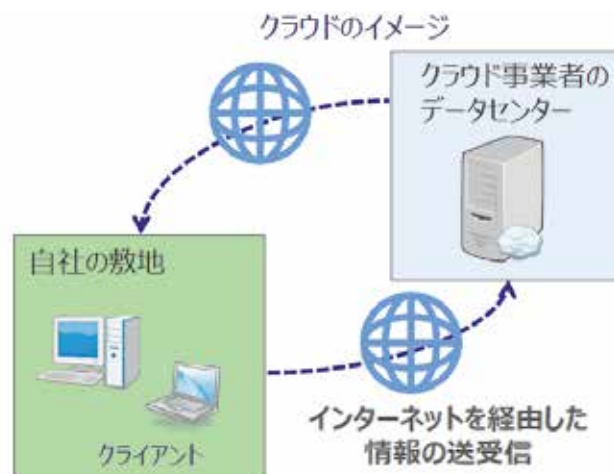 クラウドのイメージ
クラウド事業者の
データセンター
自社の敷地
クライアント
インターネットを経由した
情報の送受信